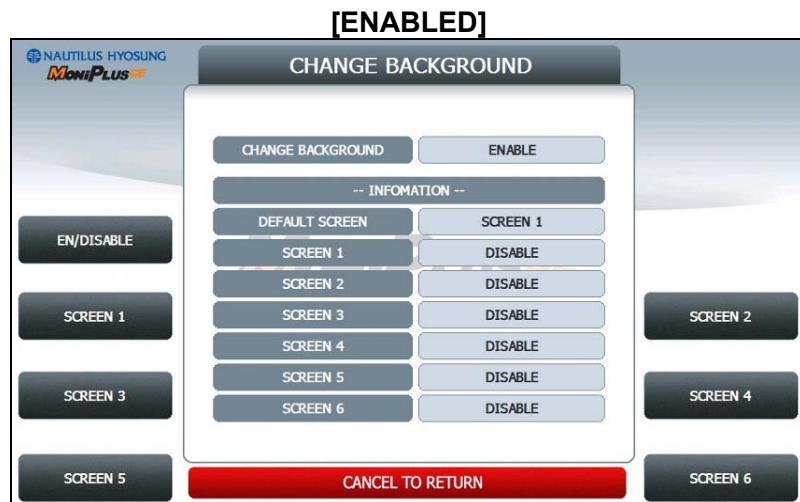 [ENABLED]
NAUTILUS HYOSUNG
MoniPlus CE
CHANGE BACKGROUND
CHANGE BACKGROUND ENABLE
-- INFOMATION --
DEFAULT SCREEN SCREEN 1
SCREEN 1 DISABLE
SCREEN 2 DISABLE
SCREEN 3 DISABLE
SCREEN 4 DISABLE
SCREEN 5 DISABLE
SCREEN 6 DISABLE
EN/DISABLE
SCREEN 1
SCREEN 2
SCREEN 3
SCREEN 4
SCREEN 5
CANCEL TO RETURN
SCREEN 6